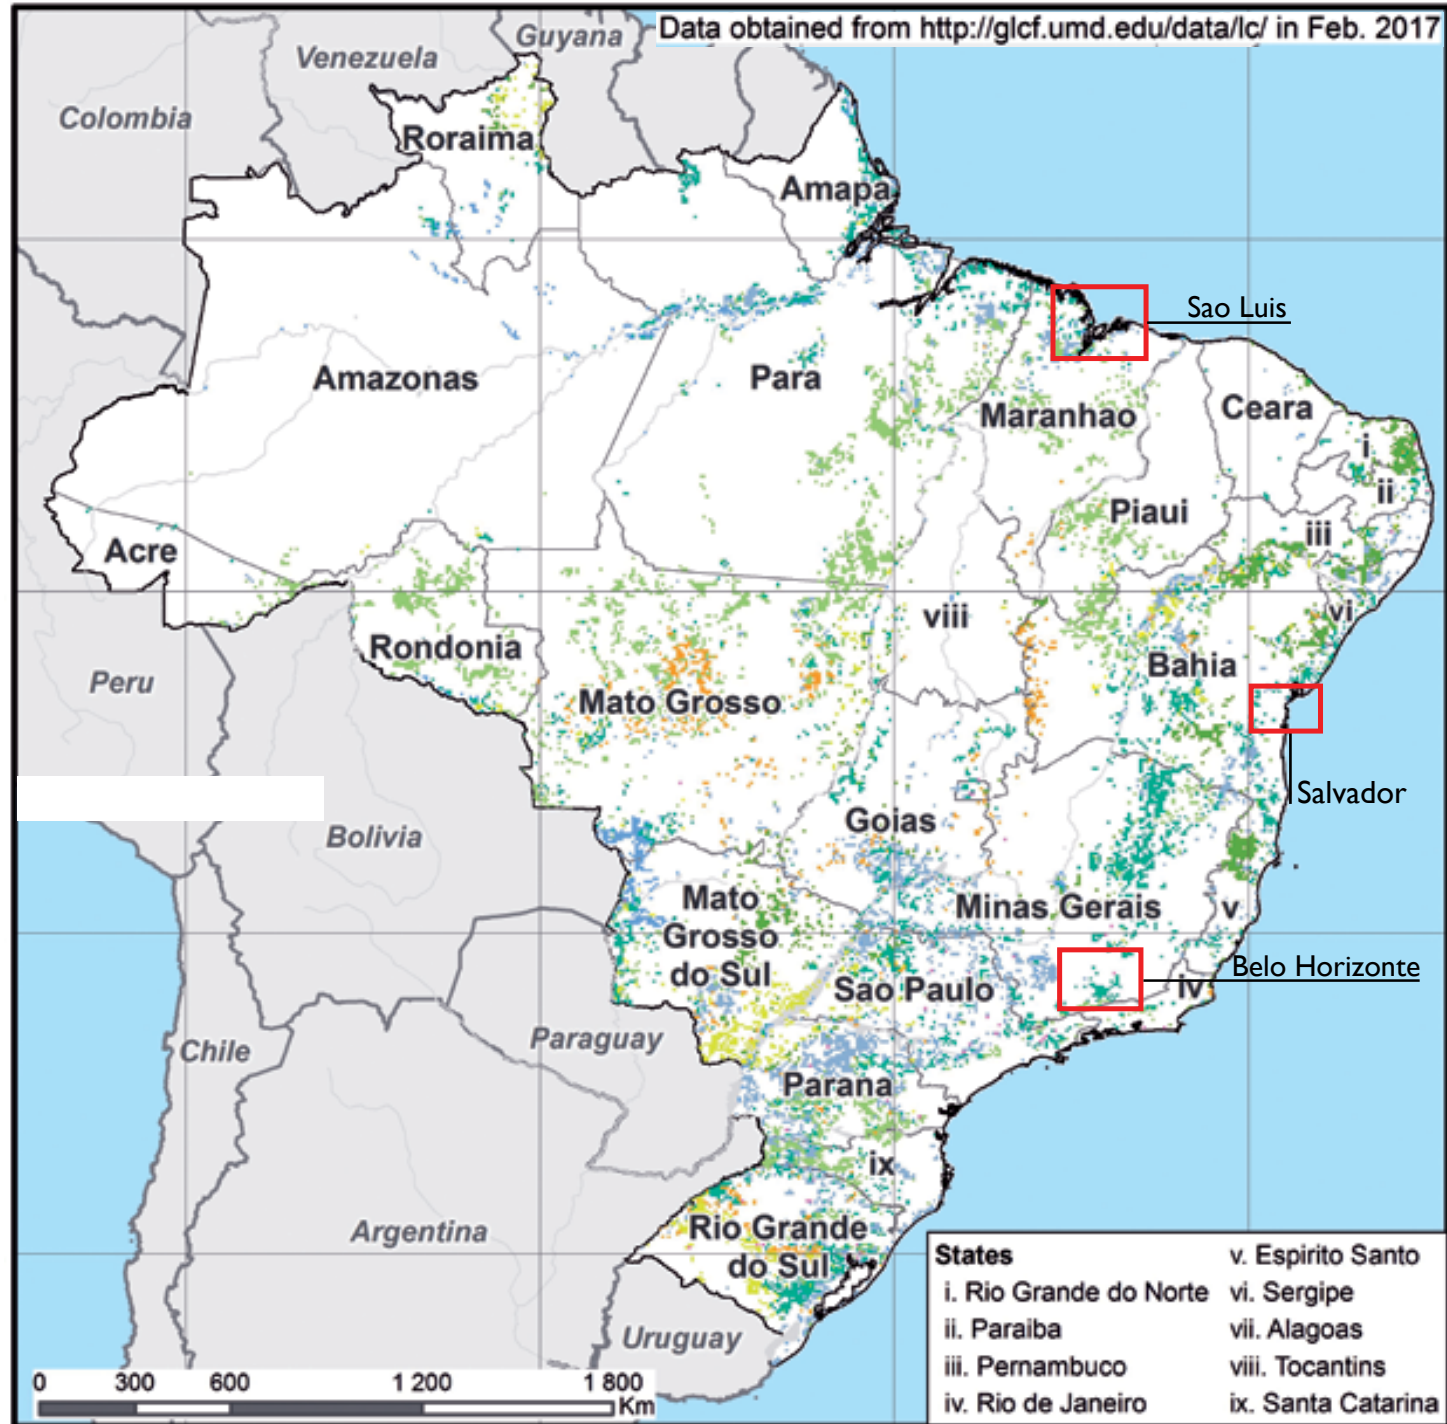 Data obtained from http://glcf.umd.edu/data/lc/ in Feb. 2017
Guyana
Venezuela
Colombia
Roraima
Amapa
Sao Luis
Amazonas
Para
Maranhao
Ceara
i
ii
Piaui
iii
Acre
viii
vi
Rondonia
Bahia
Peru
Mato Grosso
Salvador
Goias
Bolivia
Mato
Grosso
do Sul
Minas Gerais
v
Belo Horizonte
Sao Paulo
iv
Paraguay
Chile
Parana
ix
Argentina
Rio Grande
do Sul
Uruguay
States
i. Rio Grande do Norte
ii. Paraiba
iii. Pernambuco
iv. Rio de Janeiro
v. Espirito Santo
vi. Sergipe
vii. Alagoas
viii. Tocantins
ix. Santa Catarina
0 300 600 1 200 1 800
Km